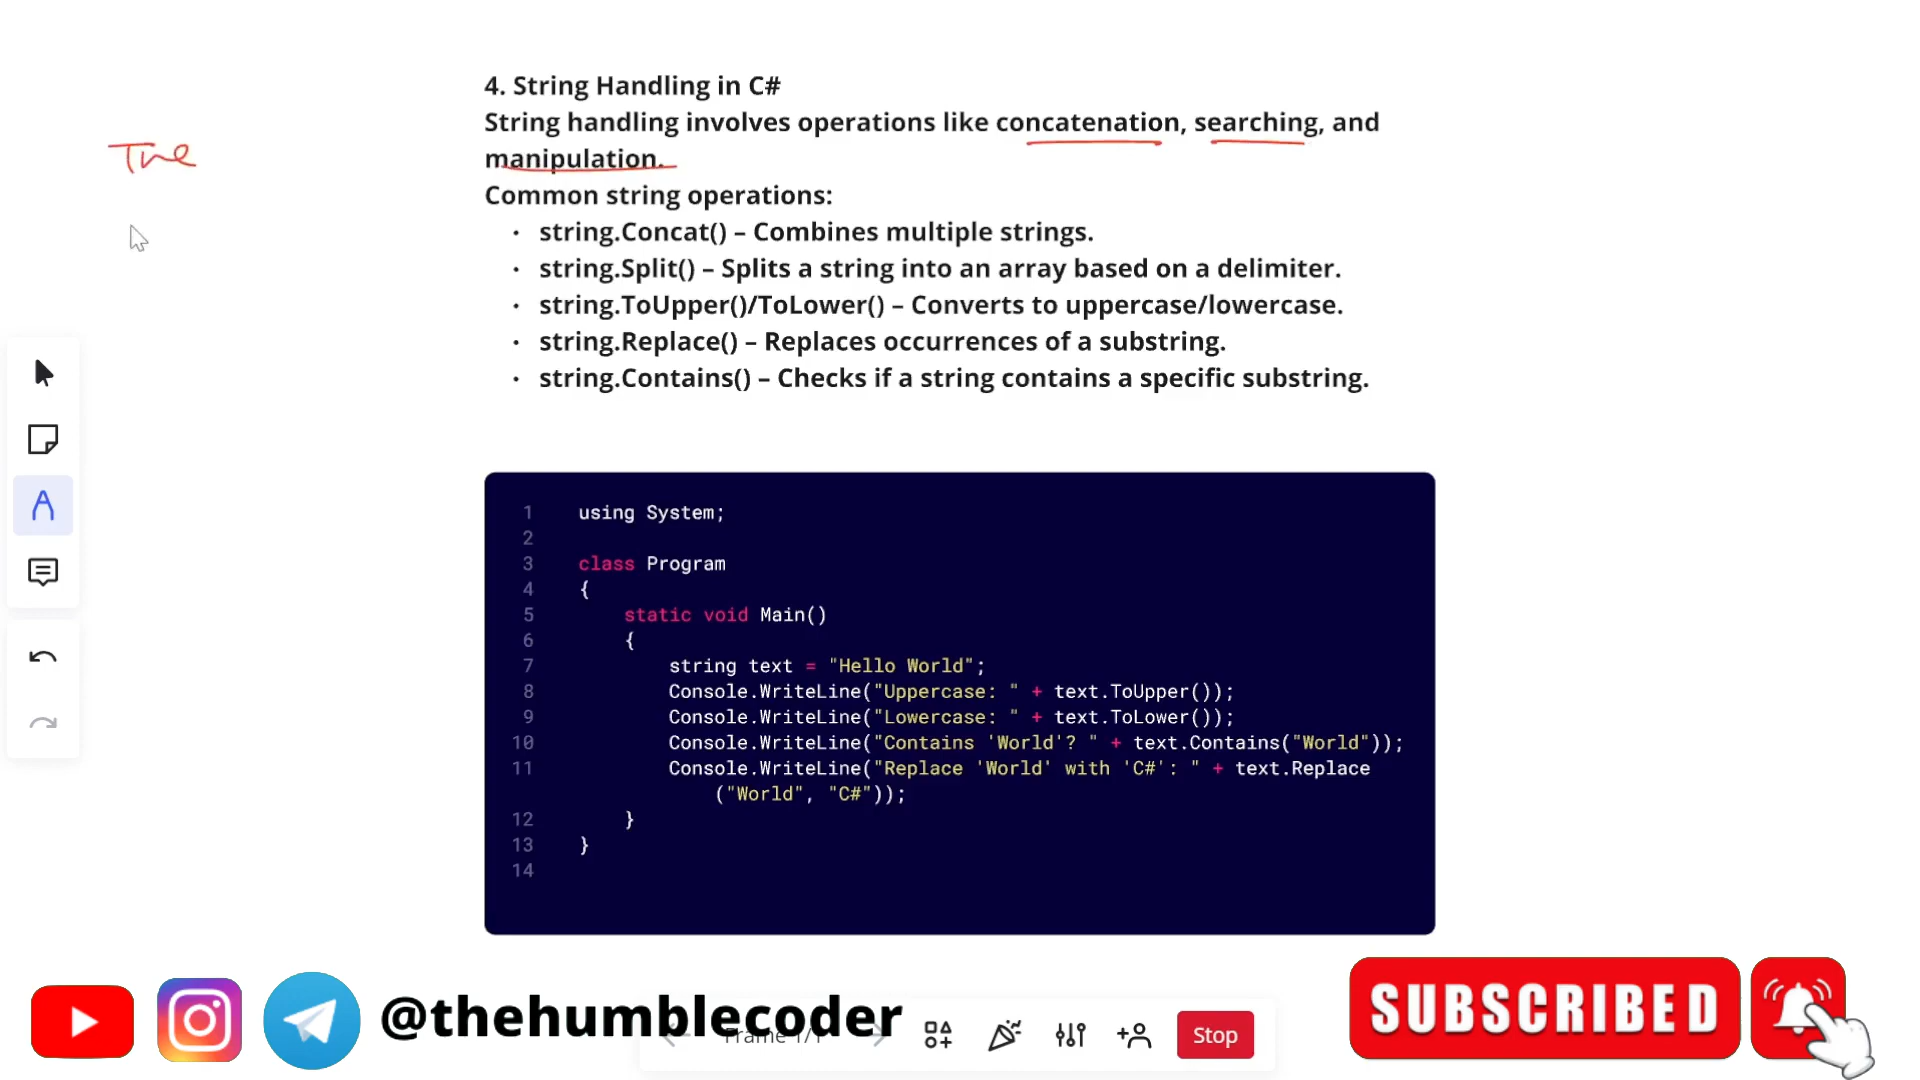 4. String Handling in C#
String handling involves operations like concatenation, searching, and
manipulation.
The
Common string operations:
· string.Concat() – Combines multiple strings.
· string.Split() – Splits a string into an array based on a delimiter.
· string.ToUpper()/ToLower() – Converts to uppercase/lowercase.
· string.Replace() – Replaces occurrences of a substring.
· string.Contains() – Checks if a string contains a specific substring.
1 using System;
2
3 class Program
4 {
5 static void Main()
6 {
7 string text = "Hello World";
8 Console.WriteLine("Uppercase: " + text.ToUpper());
9 Console.WriteLine("Lowercase: " + text.ToLower());
10 Console.WriteLine("Contains 'World'? " + text.Contains("World"));
11 Console.WriteLine("Replace 'World' with 'C#': " + text.Replace
("World", "C#"));
12 }
13 }
14
@thehumblecoder
Frame 1/1
Stop
SUBSCRIBED